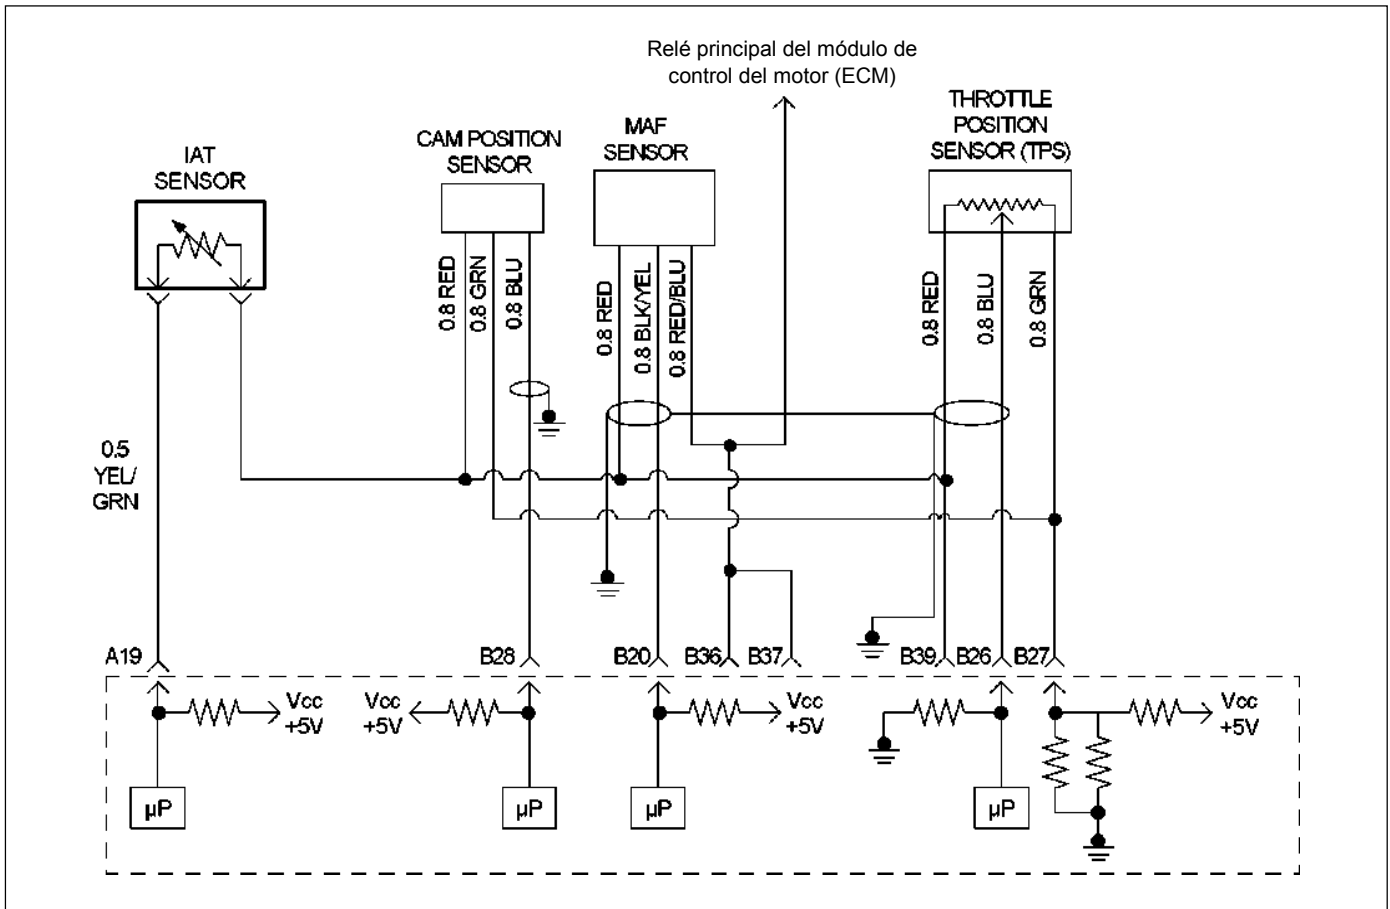 Relé principal del módulo de
control del motor (ECM)
THROTTLE
POSITION
SENSOR (TPS)
MAF
SENSOR
CAM POSITION
SENSOR
IAT
SENSOR
0.8 RED
0.8 GRN
0.8 BLU
0.8 RED
0.8 BLK/YEL
0.8 RED/BLU
0.8 RED
0.8 BLU
0.8 GRN
0.5
YEL/
GRN
A19
B28
B20
B36
B37
B39
B26
B27
Vcc
+5V
Vcc
+5V
Vcc
+5V
Vcc
+5V
µP
µP
µP
µP